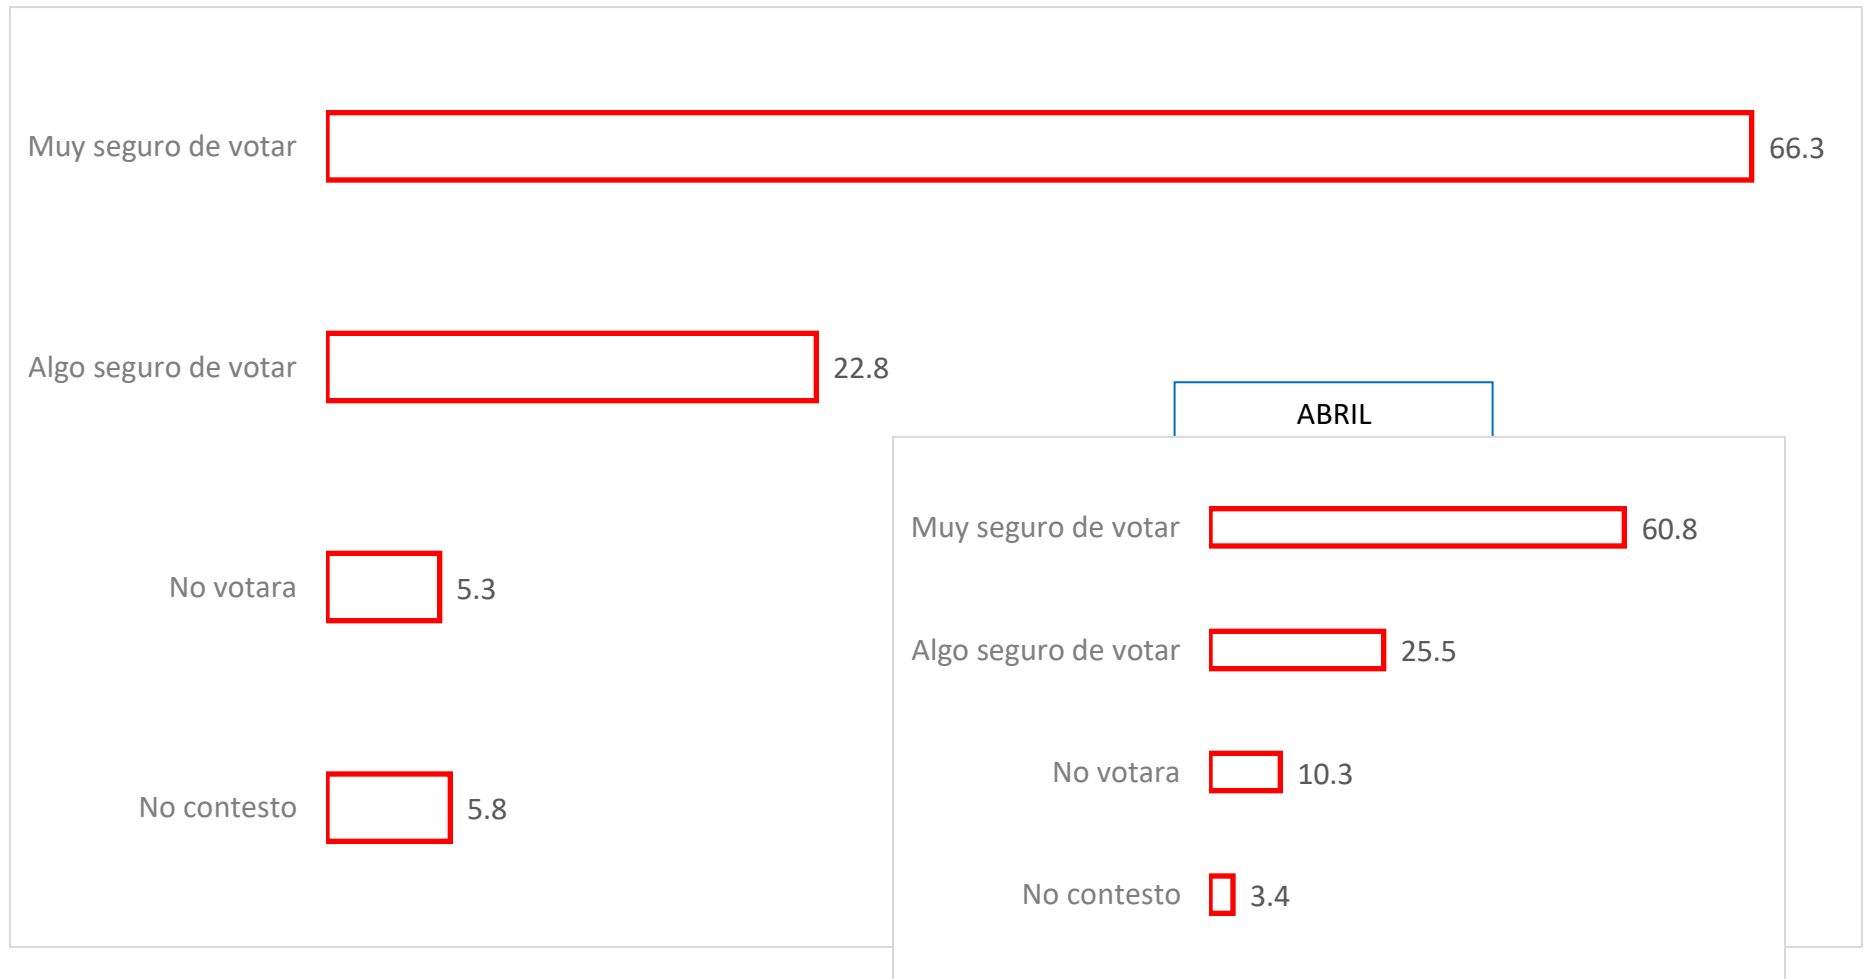 Muy seguro de votar 66.3
Algo seguro de votar 22.8
No votara 5.3
No contesto 5.8
ABRIL
Muy seguro de votar 60.8
Algo seguro de votar 25.5
No votara 10.3
No contesto 3.4